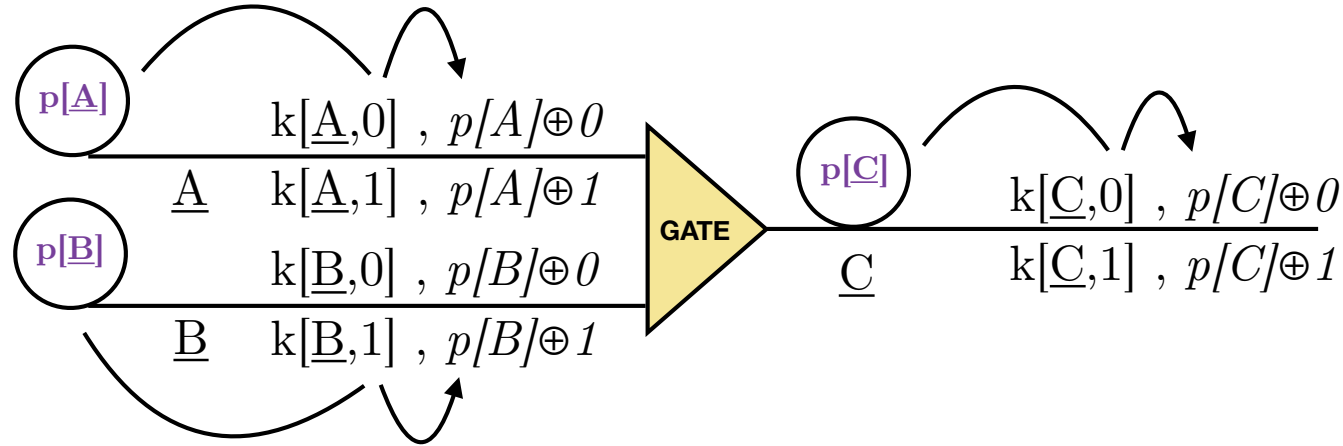 p[A]
k[A,0] , p[A]⊕0
A k[A,1] , p[A]⊕1
p[B]
k[B,0] , p[B]⊕0
B k[B,1] , p[B]⊕1
GATE
p[C]
k[C,0] , p[C]⊕0
C k[C,1] , p[C]⊕1